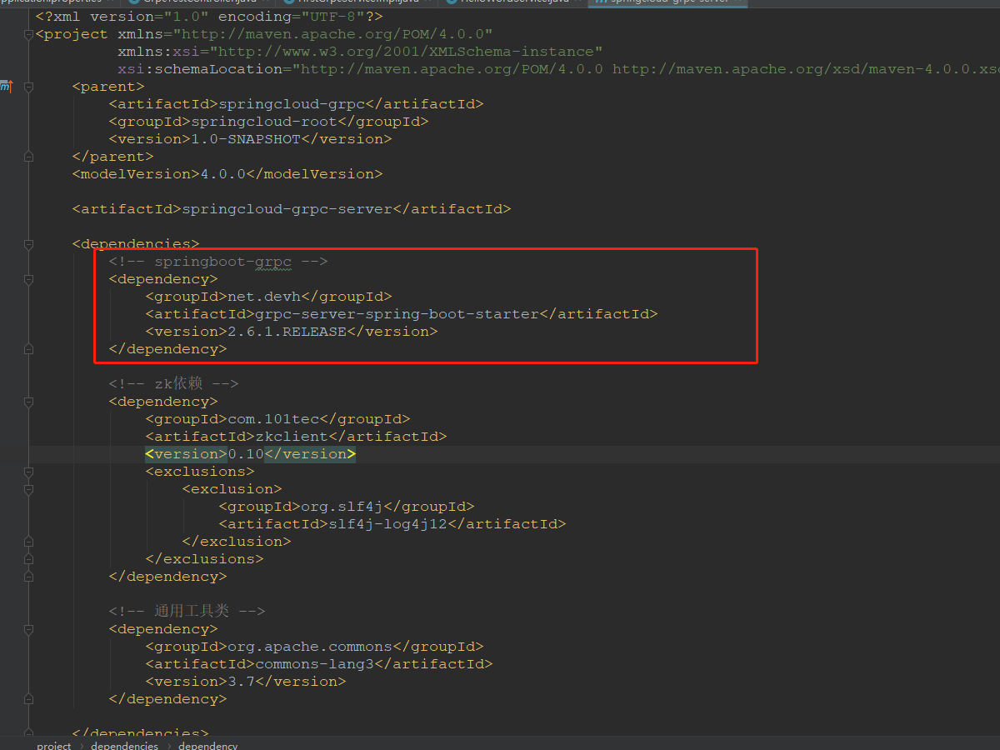 <?xml version="1.0" encoding="UTF-8"?>
<project xmlns="http://maven.apache.org/POM/4.0.0"
xmlns:xsi="http://www.w3.org/2001/XMLSchema-instance"
xsi:schemaLocation="http://maven.apache.org/POM/4.0.0 http://maven.apache.org/xsd/maven-4.0.0.xsd
<parent>
<artifactId>springcloud-grpc</artifactId>
<groupId>springcloud-root</groupId>
<version>1.0-SNAPSHOT</version>
</parent>
<modelVersion>4.0.0</modelVersion>
<artifactId>springcloud-grpc-server</artifactId>
<dependencies>
<!-- springboot-grpc -->
<dependency>
<groupId>net.devh</groupId>
<artifactId>grpc-server-spring-boot-starter</artifactId>
<version>2.6.1.RELEASE</version>
</dependency>
<!-- zk依赖 -->
<dependency>
<groupId>com.101tec</groupId>
<artifactId>zkclient</artifactId>
<version>0.10</version>
<exclusions>
<exclusion>
<groupId>org.slf4j</groupId>
<artifactId>slf4j-log4j12</artifactId>
</exclusion>
</exclusions>
</dependency>
<!-- 通用工具类 -->
<dependency>
<groupId>org.apache.commons</groupId>
<artifactId>commons-lang3</artifactId>
<version>3.7</version>
</dependency>
</dependencies>
project › dependencies › dependency